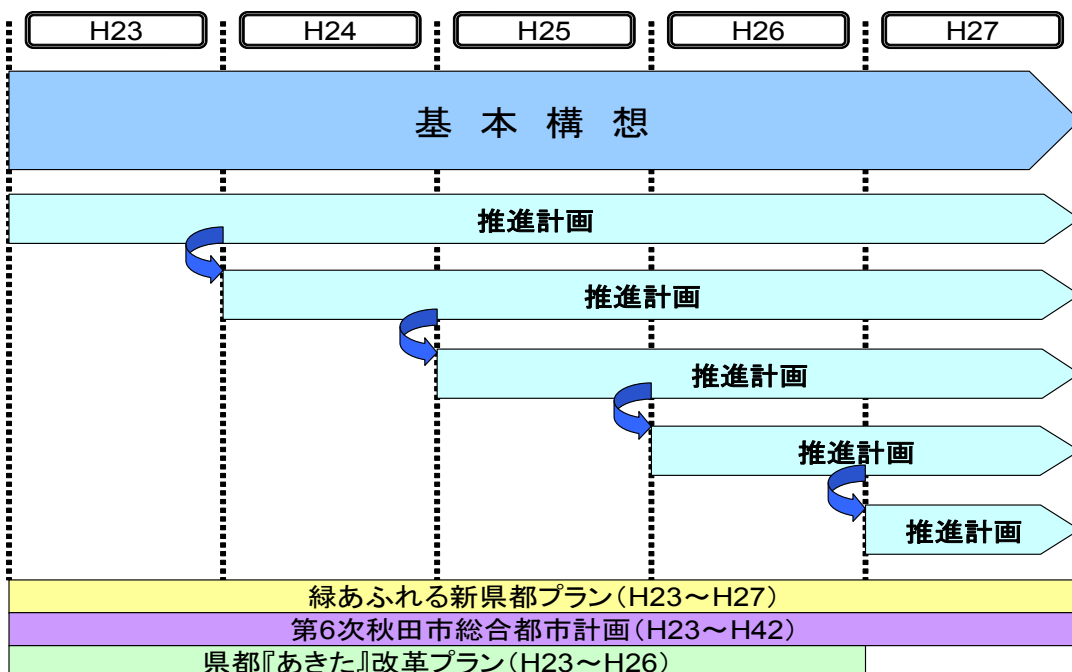 H23 H24 H25 H26 H27
基本構想
推進計画
推進計画
推進計画
推進計画
推進計画
緑あふれる新県都プラン(H23～H27)
第6次秋田市総合都市計画(H23～H42)
県都『あきた』改革プラン(H23～H26)